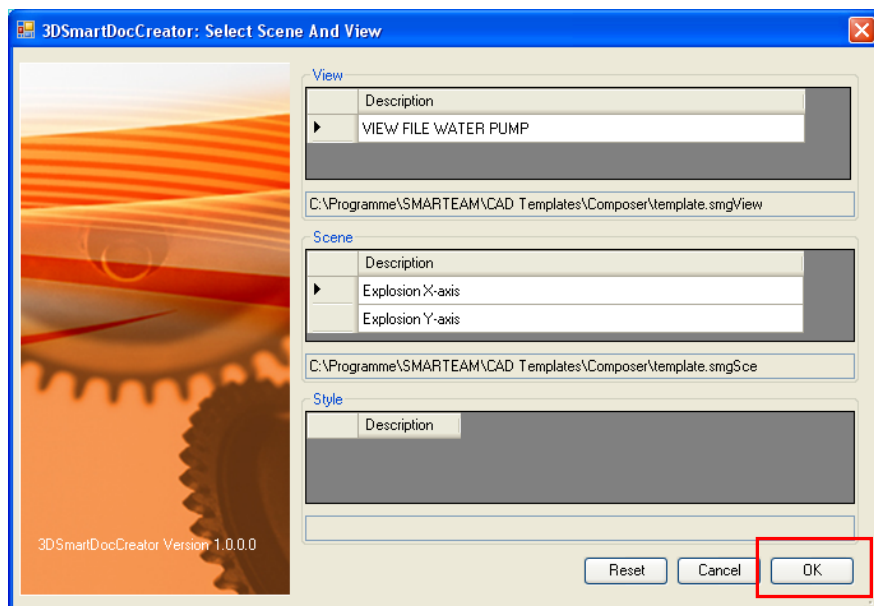 3DSmartDocCreator: Select Scene And View
View
Description
VIEW FILE WATER PUMP
C:\Programme\SMARTEAM\CAD Templates\Composer\template.smgView
Scene
Description
Explosion X-axis
Explosion Y-axis
C:\Programme\SMARTEAM\CAD Templates\Composer\template.smgSce
Style
Description
3DSmartDocCreator Version 1.0.0.0
Reset Cancel OK